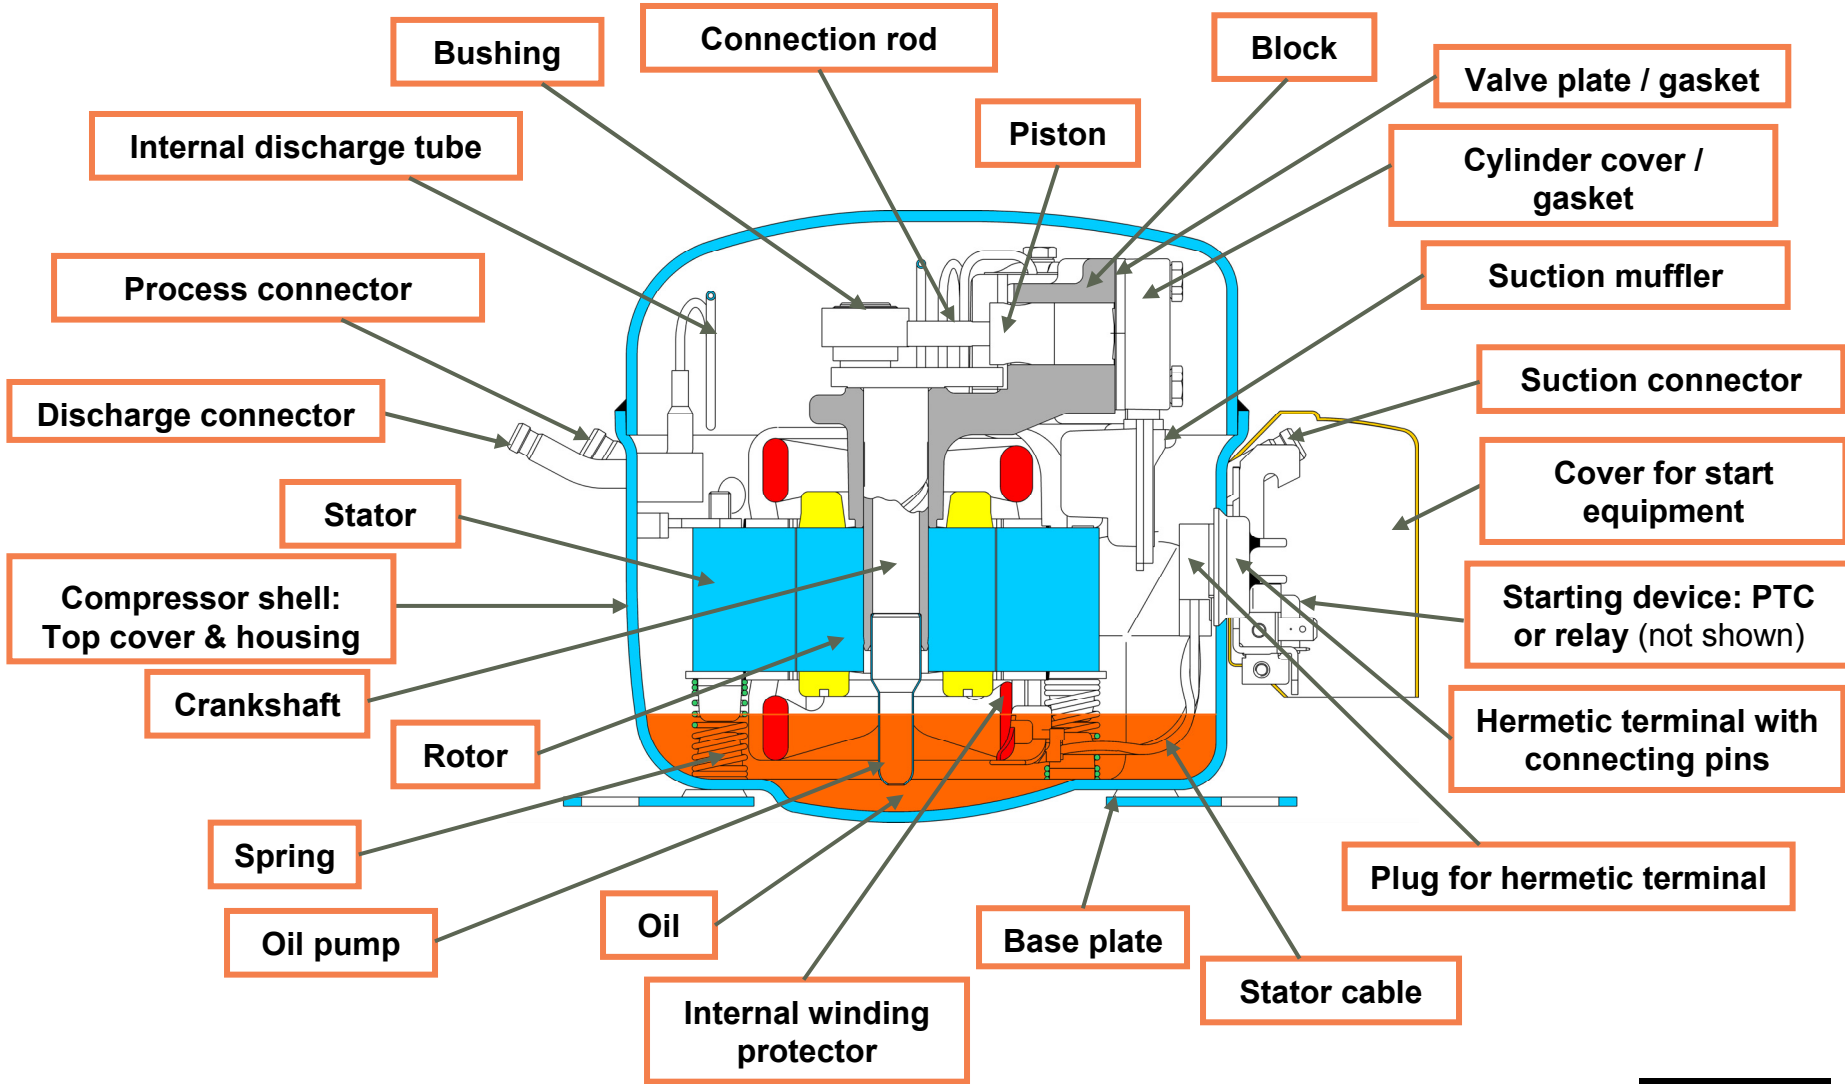 Bushing
Connection rod
Block
Valve plate / gasket
Internal discharge tube
Piston
Cylinder cover /
gasket
Process connector
Suction muffler
Discharge connector
Suction connector
Stator
Cover for start
equipment
Compressor shell:
Top cover & housing
Starting device: PTC
or relay (not shown)
Crankshaft
Rotor
Hermetic terminal with
connecting pins
Spring
Plug for hermetic terminal
Oil pump
Oil
Base plate
Stator cable
Internal winding
protector